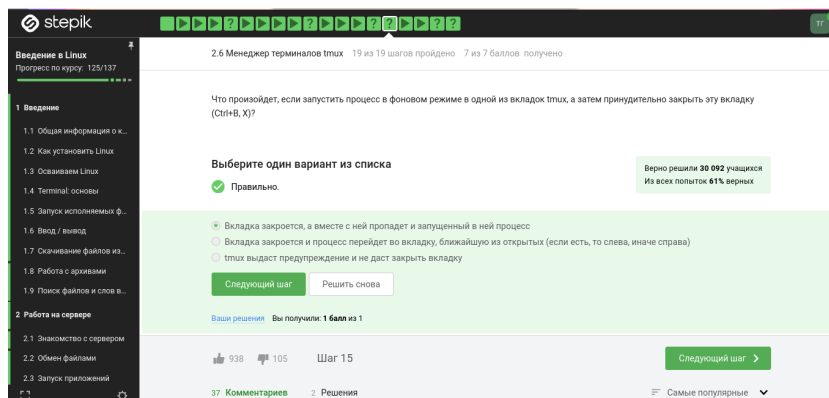 stepik
ТГ
Введение в Linux
Прогресс по курсу: 125/137
2.6 Менеджер терминалов tmux 19 из 19 шагов пройдено 7 из 7 баллов получено
1 Введение
1.1 Общая информация о к...
1.2 Как установить Linux
1.3 Осваиваем Linux
1.4 Terminal: основы
1.5 Запуск исполняемых ф...
1.6 Ввод / вывод
1.7 Скачивание файлов из...
1.8 Работа с архивами
1.9 Поиск файлов и слов в...
2 Работа на сервере
2.1 Знакомство с сервером
2.2 Обмен файлами
2.3 Запуск приложений
Что произойдет, если запустить процесс в фоновом режиме в одной из вкладок tmux, а затем принудительно закрыть эту вкладку
(Ctrl+B, X)?
Выберите один вариант из списка
Правильно.
Верно решили 30 092 учащихся
Из всех попыток 61% верных
Вкладка закроется, а вместе с ней пропадет и запущенный в ней процесс
Вкладка закроется и процесс перейдет во вкладку, ближайшую из открытых (если есть, то слева, иначе справа)
tmux выдаст предупреждение и не даст закрыть вкладку
Следующий шаг
Решить снова
Ваши решения Вы получили: 1 балл из 1
938 105 Шаг 15
Следующий шаг
37 Комментариев 2 Решения
Самые популярные